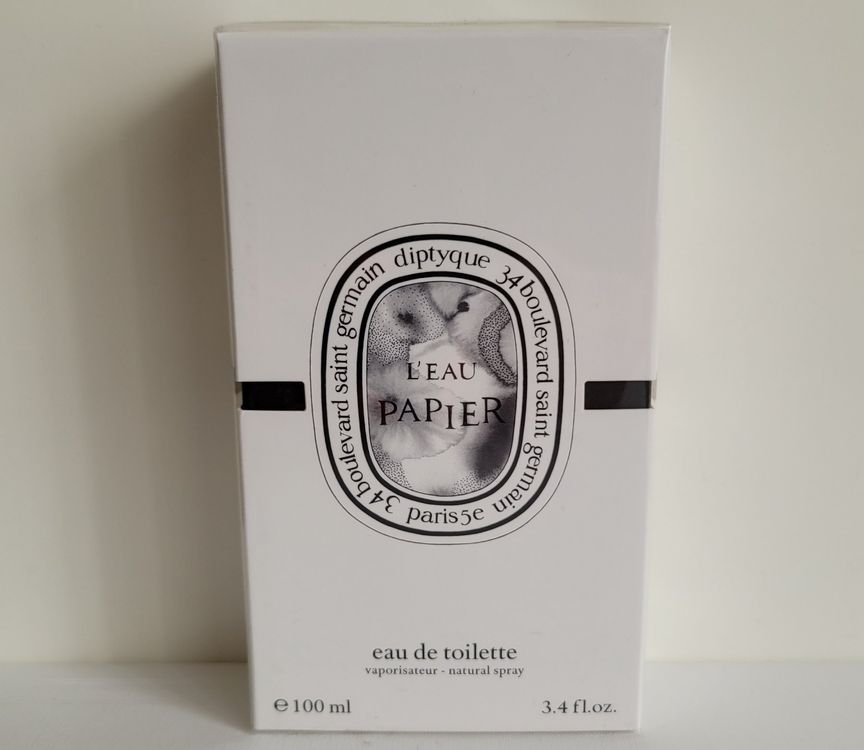 diptyque
34 boulevard saint germain
paris 5e
34 boulevard saint germain
L'EAU
PAPIER
eau de toilette
vaporisateur - natural spray
℮ 100 ml
3.4 fl.oz.